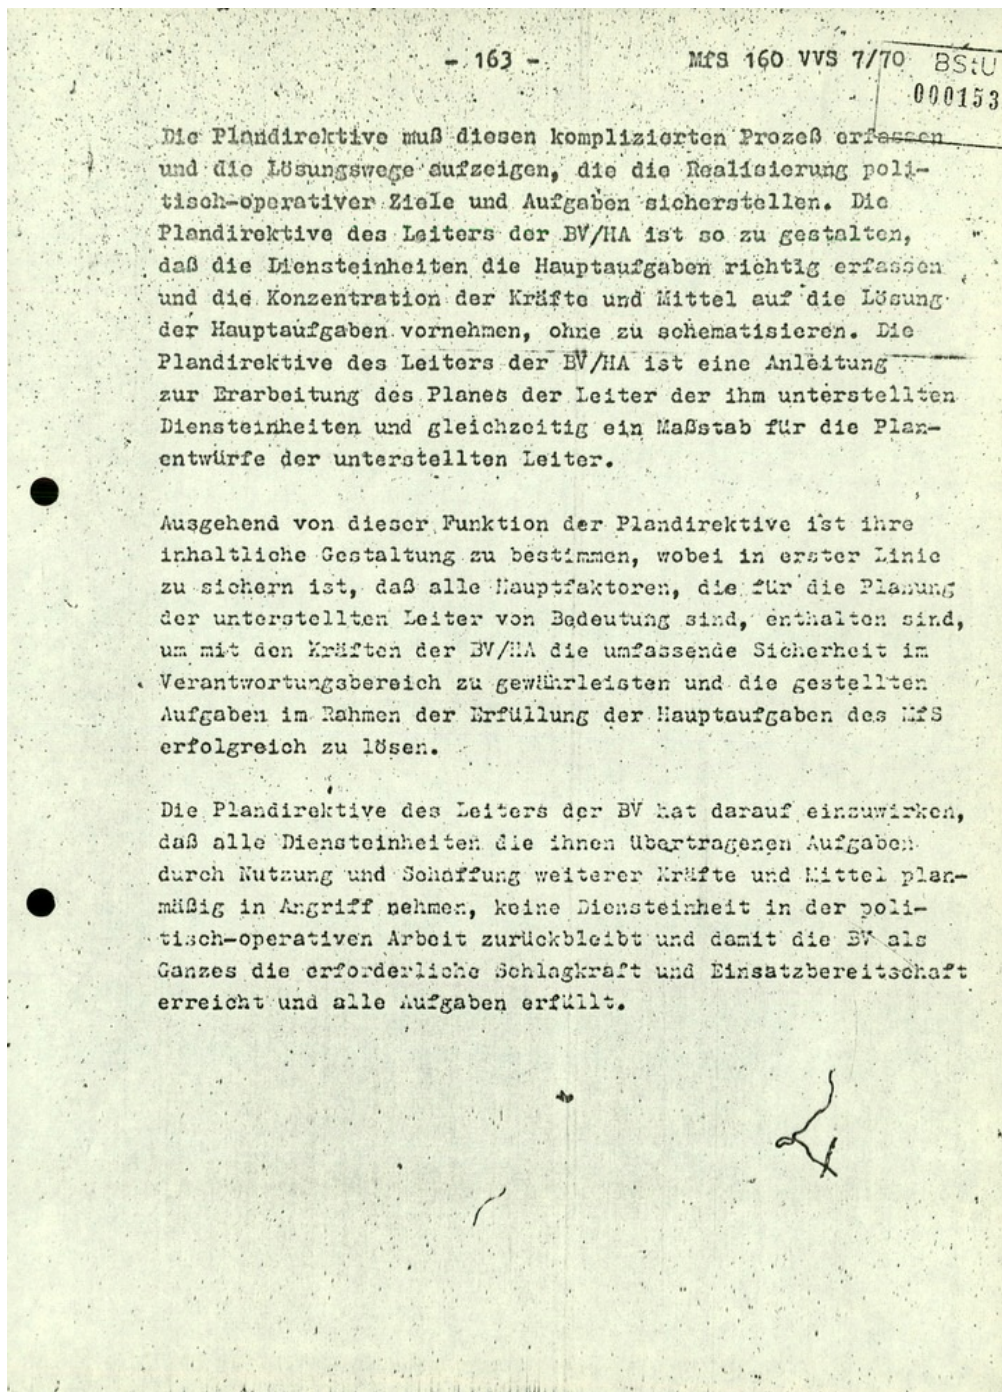 - 163 -
MfS 160 VVS 7/70
BStU
000153
Die Plandirektive muß diesen komplizierten Prozeß erfassen
und die Lösungswege aufzeigen, die die Realisierung poli-
tisch-operativer Ziele und Aufgaben sicherstellen. Die
Plandirektive des Leiters der BV/HA ist so zu gestalten,
daß die Diensteinheiten die Hauptaufgaben richtig erfassen
und die Konzentration der Kräfte und Mittel auf die Lösung
der Hauptaufgaben vornehmen, ohne zu schematisieren. Die
Plandirektive des Leiters der BV/HA ist eine Anleitung
zur Erarbeitung des Planes der Leiter der ihm unterstellten
Diensteinheiten und gleichzeitig ein Maßstab für die Plan-
entwürfe der unterstellten Leiter.
Ausgehend von dieser Funktion der Plandirektive ist ihre
inhaltliche Gestaltung zu bestimmen, wobei in erster Linie
zu sichern ist, daß alle Hauptfaktoren, die für die Planung
der unterstellten Leiter von Bedeutung sind, enthalten sind,
um mit den Kräften der BV/HA die umfassende Sicherheit im
Verantwortungsbereich zu gewährleisten und die gestellten
Aufgaben im Rahmen der Erfüllung der Hauptaufgaben des MfS
erfolgreich zu lösen.
Die Plandirektive des Leiters der BV hat darauf einzuwirken,
daß alle Diensteinheiten die ihnen übertragenen Aufgaben
durch Nutzung und Schaffung weiterer Kräfte und Mittel plan-
mäßig in Angriff nehmen, keine Diensteinheit in der poli-
tisch-operativen Arbeit zurückbleibt und damit die BV als
Ganzes die erforderliche Schlagkraft und Einsatzbereitschaft
erreicht und alle Aufgaben erfüllt.